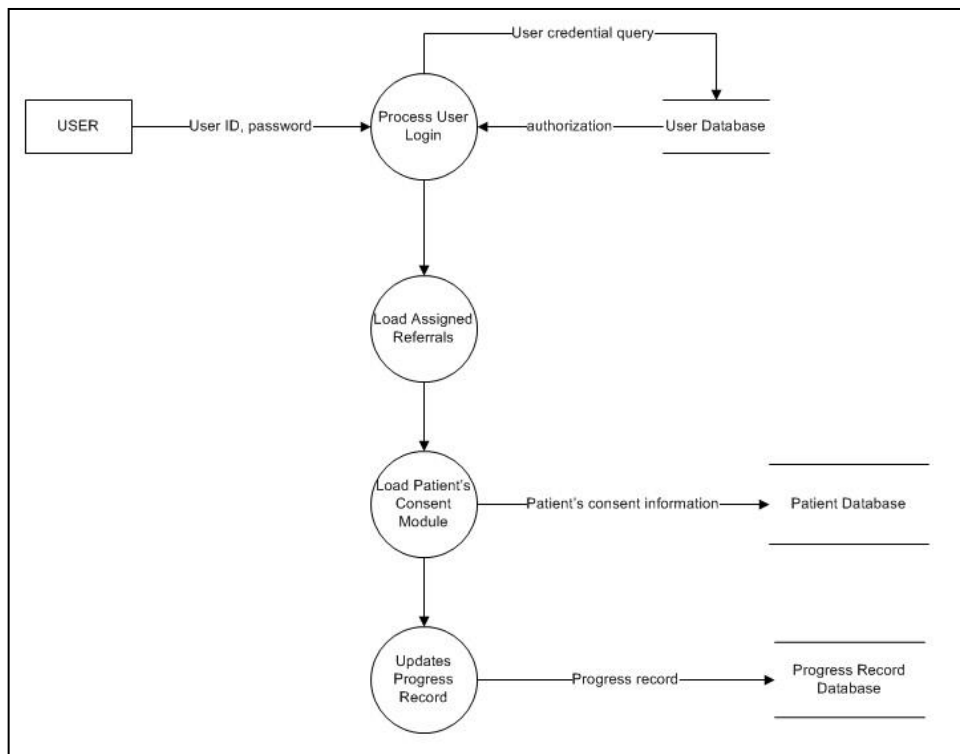 User credential query
USER
User ID, password
Process User
Login
authorization
User Database
Load Assigned
Referrals
Load Patient's
Consent
Module
Patient's consent information
Patient Database
Updates
Progress
Record
Progress record
Progress Record
Database